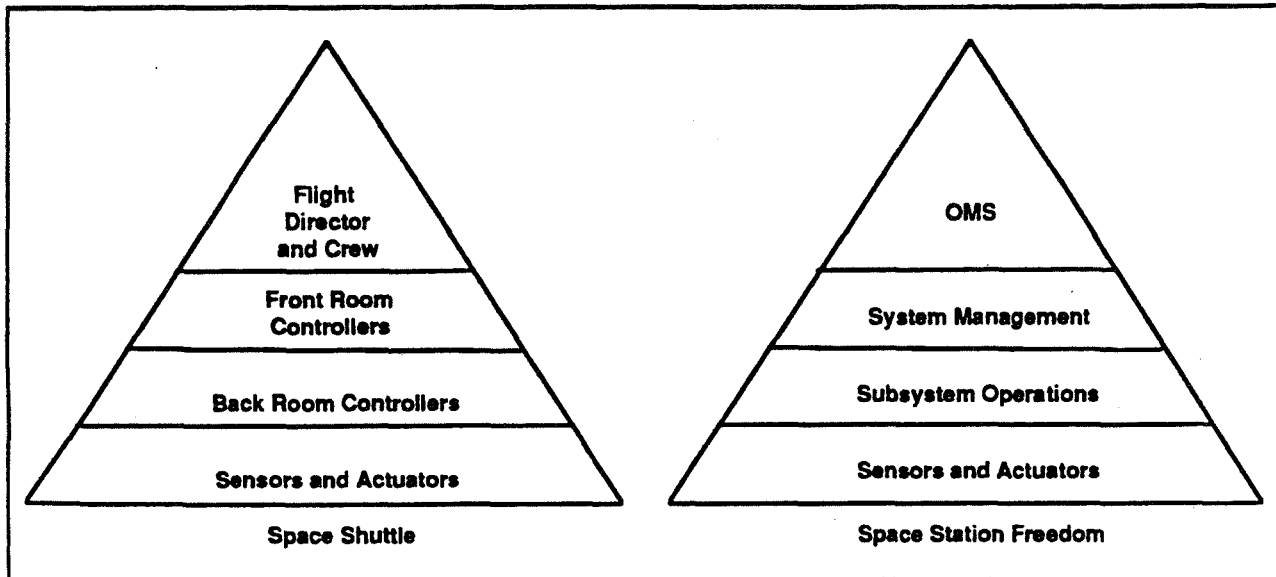 Flight
Director
and Crew
Front Room
Controllers
Back Room Controllers
Sensors and Actuators
Space Shuttle
OMS
System Management
Subsystem Operations
Sensors and Actuators
Space Station Freedom